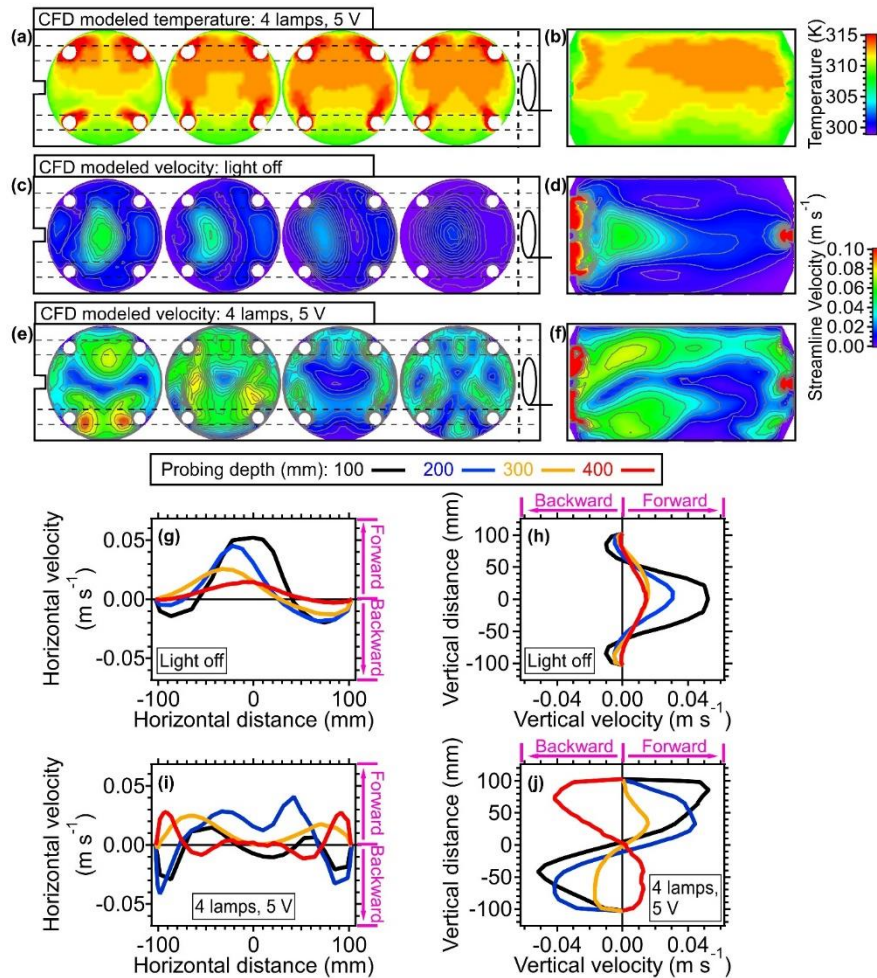 CFD modeled temperature: 4 lamps, 5 V
(a)
(b)
315
310
305
300
Temperature (K)
CFD modeled velocity: light off
(c)
(d)
CFD modeled velocity: 4 lamps, 5 V
(e)
(f)
0.10
0.08
0.06
0.04
0.02
0.00
Streamline Velocity (m s-1)
Probing depth (mm): 100 200 300 400
(g)
Horizontal velocity
(m s-1)
0.05
0.00
-0.05
Light off
Forward
Backward
-100 0 100
Horizontal distance (mm)
Backward Forward
(h)
Vertical distance (mm)
100
50
0
-50
-100
Light off
-0.04 0.00 0.04
Vertical velocity (m s-1)
(i)
Horizontal velocity
(m s-1)
0.05
0.00
-0.05
4 lamps, 5 V
Forward
Backward
-100 0 100
Horizontal distance (mm)
Backward Forward
(j)
Vertical distance (mm)
100
50
0
-50
-100
4 lamps,
5 V
-0.04 0.00 0.04
Vertical velocity (m s-1)